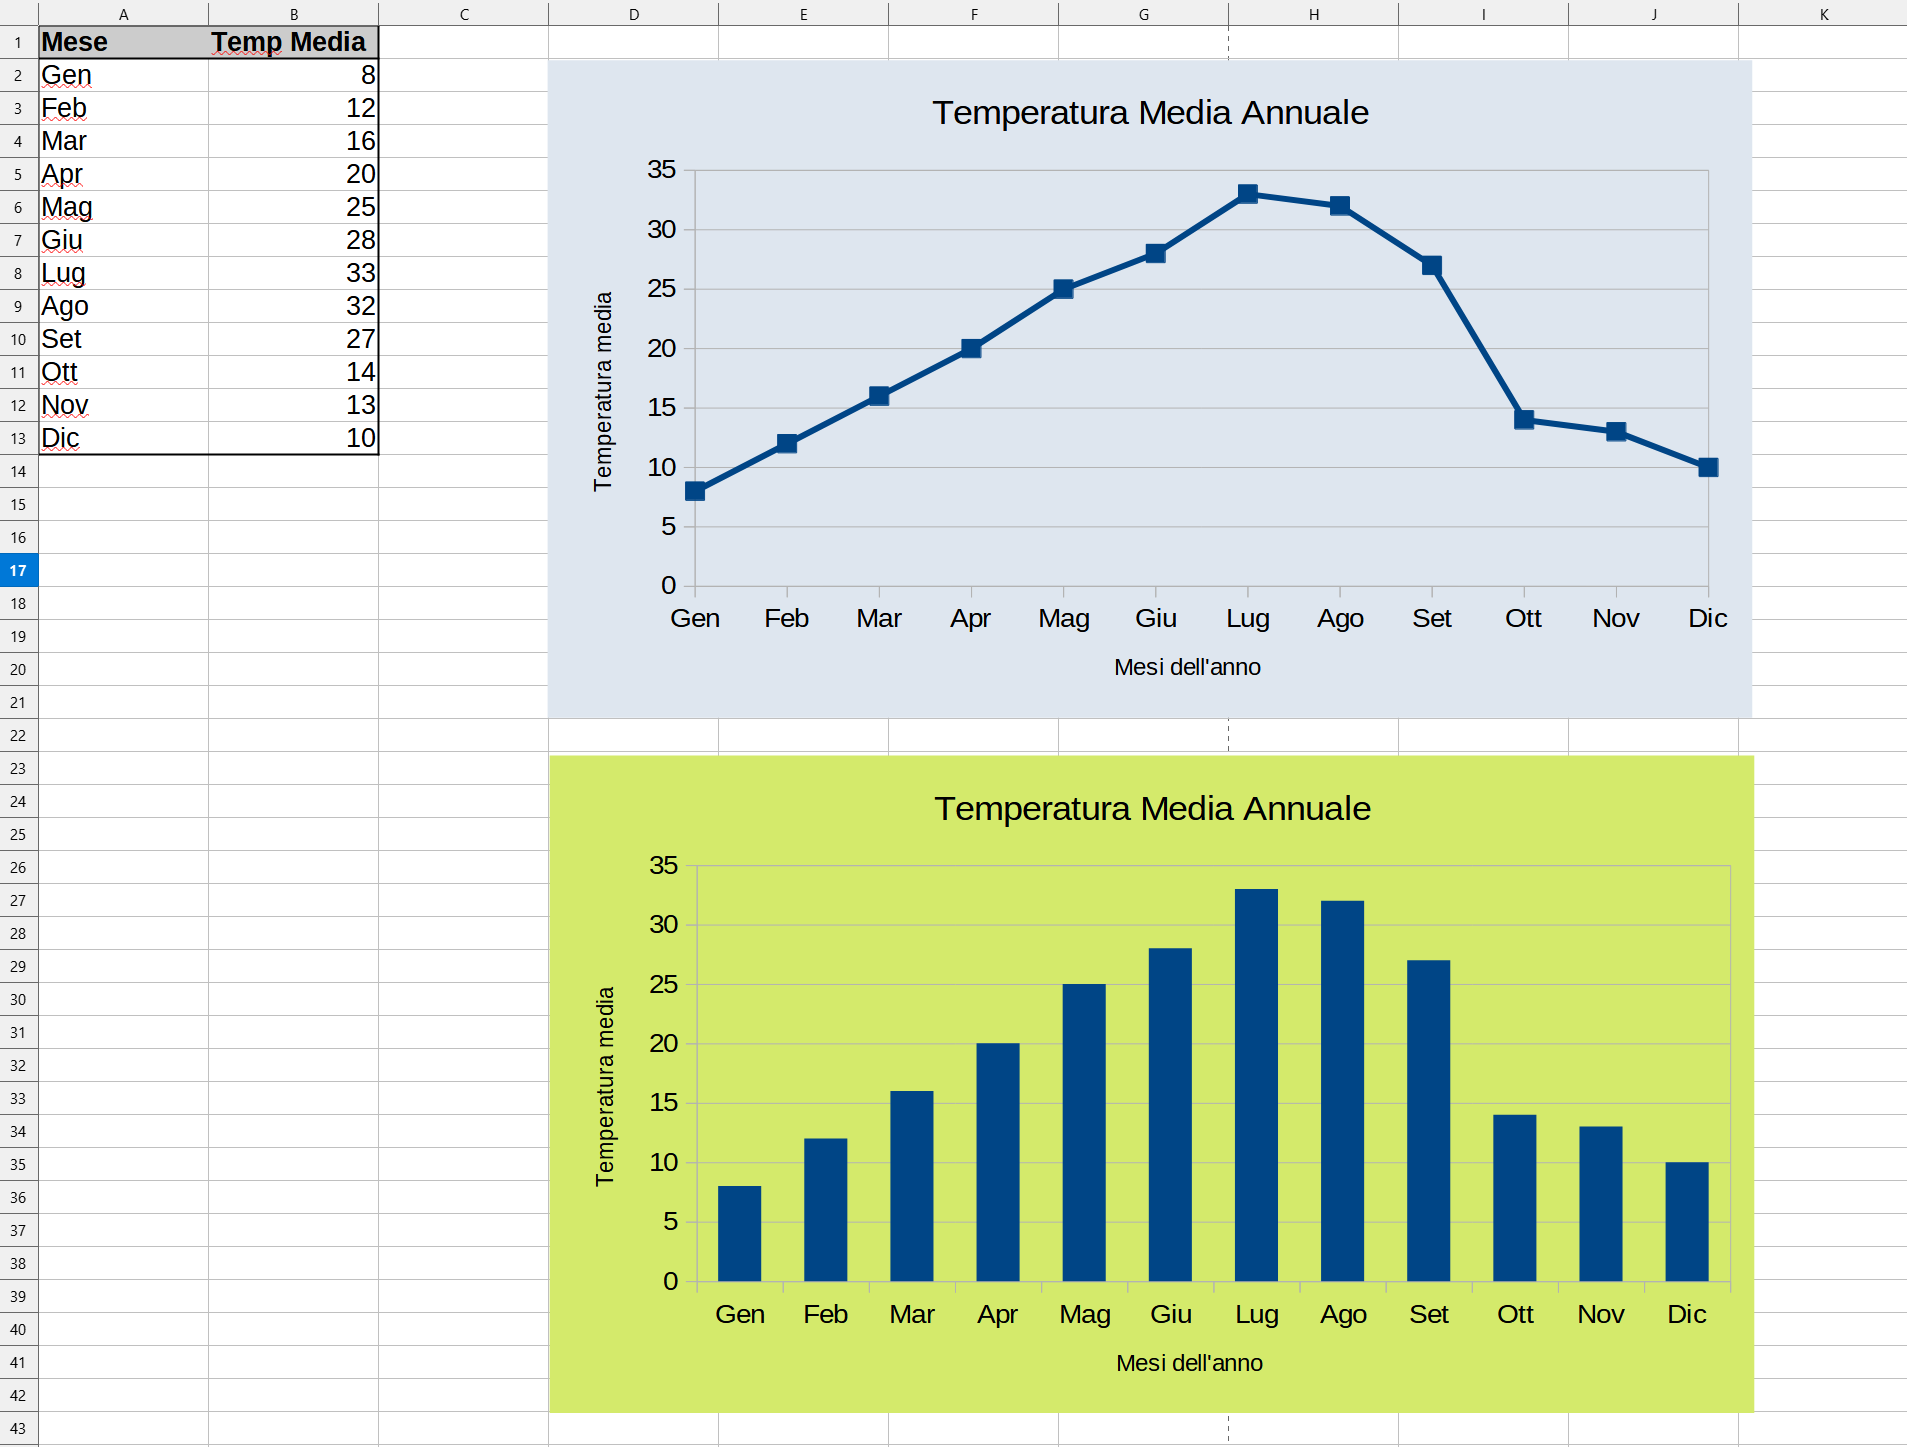 A B C D E F G H I J K
1 Mese Temp Media
2 Gen 8
3 Feb 12
4 Mar 16
5 Apr 20
6 Mag 25
7 Giu 28
8 Lug 33
9 Ago 32
10 Set 27
11 Ott 14
12 Nov 13
13 Dic 10
14
15
16
17
18
19
20
21
22
23
24
25
26
27
28
29
30
31
32
33
34
35
36
37
38
39
40
41
42
43
Temperatura Media Annuale
Temperatura media
35
30
25
20
15
10
5
0
Gen Feb Mar Apr Mag Giu Lug Ago Set Ott Nov Dic
Mesi dell'anno
Temperatura Media Annuale
Temperatura media
35
30
25
20
15
10
5
0
Gen Feb Mar Apr Mag Giu Lug Ago Set Ott Nov Dic
Mesi dell'anno